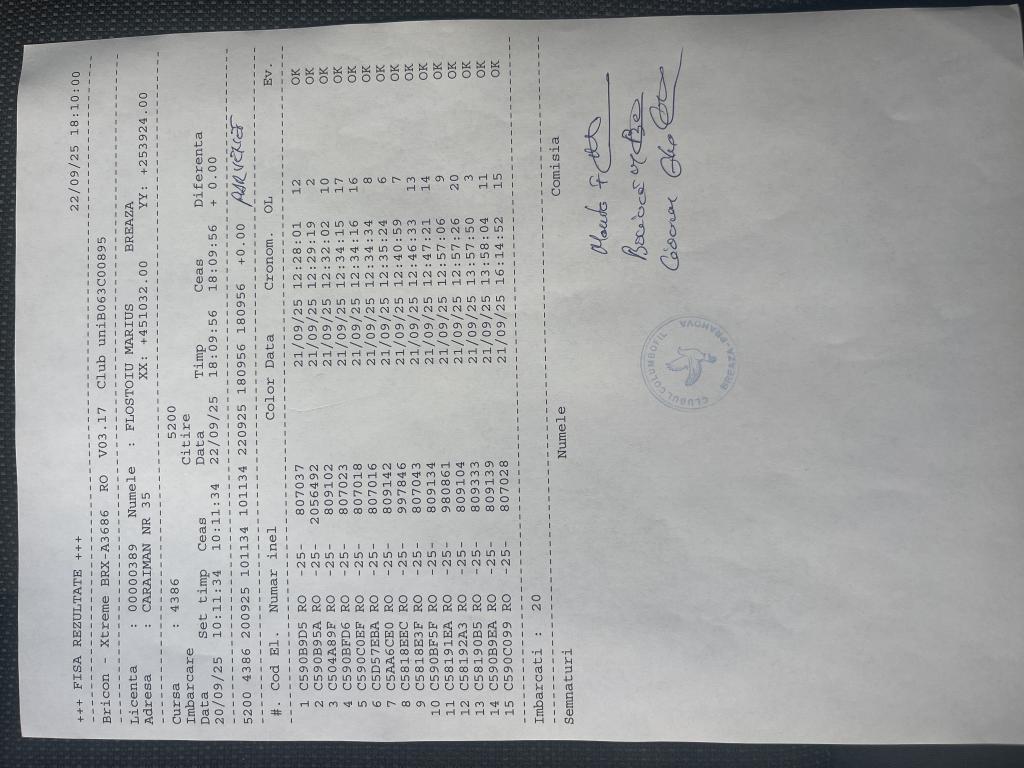 +++ FISA REZULTATE +++ 22/09/25 18:10:00
Bricon - Xtreme BRX-A3686 RO V03.17 Club uniB063C00895
Licenta : 00000389 Numele : FLOSTOIU MARIUS BREAZA
Adresa : CARAIMAN NR 35 XX: +451032.00 YY: +253924.00
Cursa : 4386 5200
Imbarcare Citire
Data Set timp Ceas Data Timp Ceas Diferenta
20/09/25 10:11:34 10:11:34 22/09/25 18:09:56 18:09:56 + 0.00
5200 4386 200925 101134 101134 220925 180956 180956 +0.00
#. Cod El. Numar inel Color Data Cronom. OL Ev.
1 C590B9D5 RO -25- 807037 21/09/25 12:28:01 12 OK
2 C590B95A RO -25- 2056492 21/09/25 12:29:19 2 OK
3 C504A89F RO -25- 809102 21/09/25 12:32:02 10 OK
4 C590BFD6 RO -25- 807023 21/09/25 12:34:15 17 OK
5 C590C0EF RO -25- 807018 21/09/25 12:34:16 16 OK
6 C5D57EBA RO -25- 807016 21/09/25 12:34:34 8 OK
7 C5AA6CE0 RO -25- 809142 21/09/25 12:35:24 6 OK
8 C5818EEC RO -25- 997846 21/09/25 12:40:59 7 OK
9 C5818E3F RO -25- 807043 21/09/25 12:46:33 13 OK
10 C590BF5F RO -25- 809134 21/09/25 12:47:21 14 OK
11 C58191EA RO -25- 980861 21/09/25 12:57:06 9 OK
12 C58192A3 RO -25- 809104 21/09/25 12:57:26 20 OK
13 C58190B5 RO -25- 809333 21/09/25 13:57:50 3 OK
14 C590B9EA RO -25- 809139 21/09/25 13:58:04 11 OK
15 C590C099 RO -25- 807028 21/09/25 16:14:52 15 OK
Imbarcati : 20
Semnaturi Numele Comisia
CLUBUL COLUMBOFIL
BREAZA-PRAHOVA